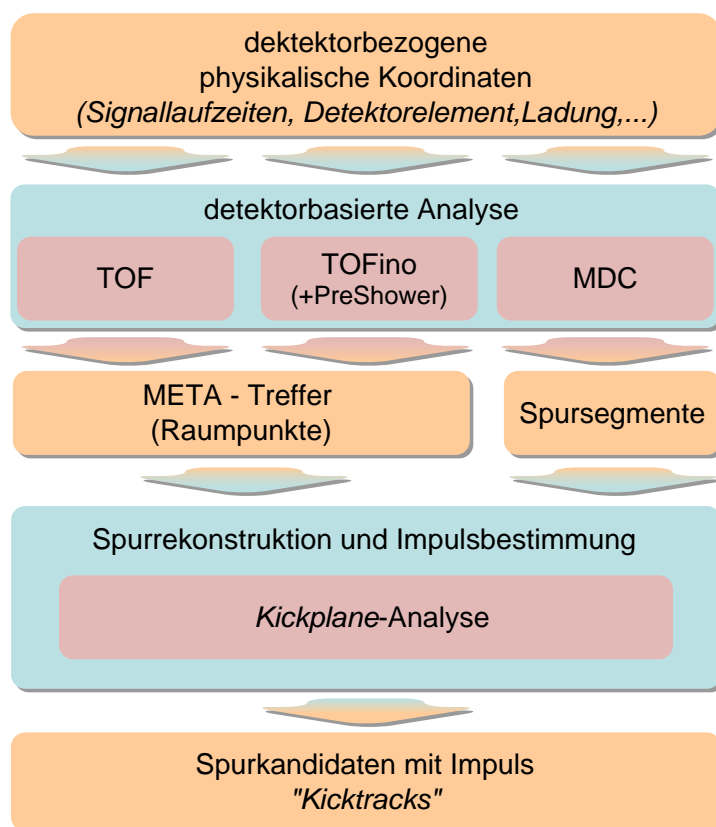 dektektorbezogene
physikalische Koordinaten
(Signallaufzeiten, Detektorelement,Ladung,...)
detektorbasierte Analyse
TOF
TOFino
(+PreShower)
MDC
META - Treffer
(Raumpunkte)
Spursegmente
Spurrekonstruktion und Impulsbestimmung
Kickplane-Analyse
Spurkandidaten mit Impuls
"Kicktracks"